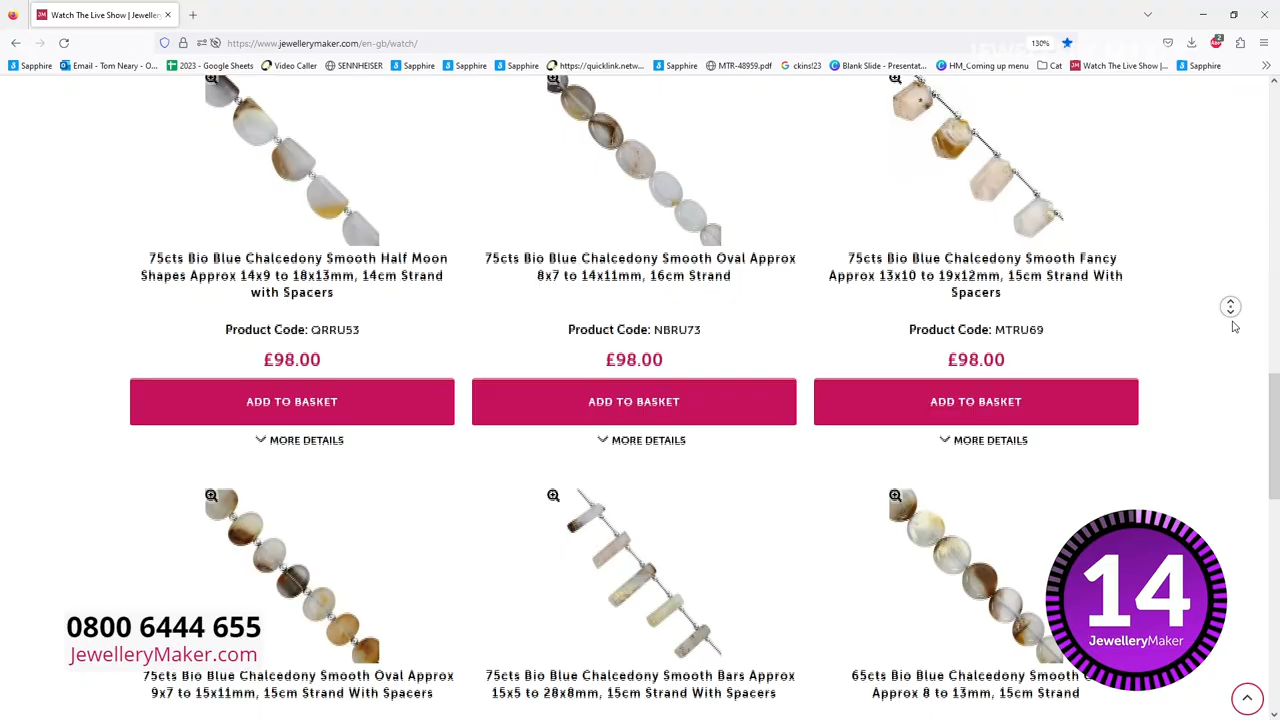 Watch The Live Show | Jeweller
https://www.jewellerymaker.com/en-gb/watch/
130%
Sapphire
Email - Tom Neary - O...
2023 - Google Sheets
Video Caller
SENNHEISER
Sapphire
Sapphire
Sapphire
https://quicklink.netw...
Sapphire
MTR-48959.pdf
ckins13
Blank Slide - Presentat...
HM_Coming up menu
Cat
Watch The Live Show |...
Sapphire
75cts Bio Blue Chalcedony Smooth Half Moon
Shapes Approx 14x9 to 18x13mm, 14cm Strand
with Spacers
Product Code: QRRU53
£98.00
ADD TO BASKET
MORE DETAILS
75cts Bio Blue Chalcedony Smooth Oval Approx
8x7 to 14x11mm, 16cm Strand
Product Code: NBRU73
£98.00
ADD TO BASKET
MORE DETAILS
75cts Bio Blue Chalcedony Smooth Fancy
Approx 13x10 to 19x12mm, 15cm Strand With
Spacers
Product Code: MTRU69
£98.00
ADD TO BASKET
MORE DETAILS
75cts Bio Blue Chalcedony Smooth Oval Approx
9x7 to 15x11mm, 15cm Strand With Spacers
75cts Bio Blue Chalcedony Smooth Bars Approx
15x5 to 28x8mm, 15cm Strand With Spacers
65cts Bio Blue Chalcedony Smooth
Approx 8 to 13mm, 15cm Strand
0800 6444 655
JewelleryMaker.com
14
JewelleryMaker